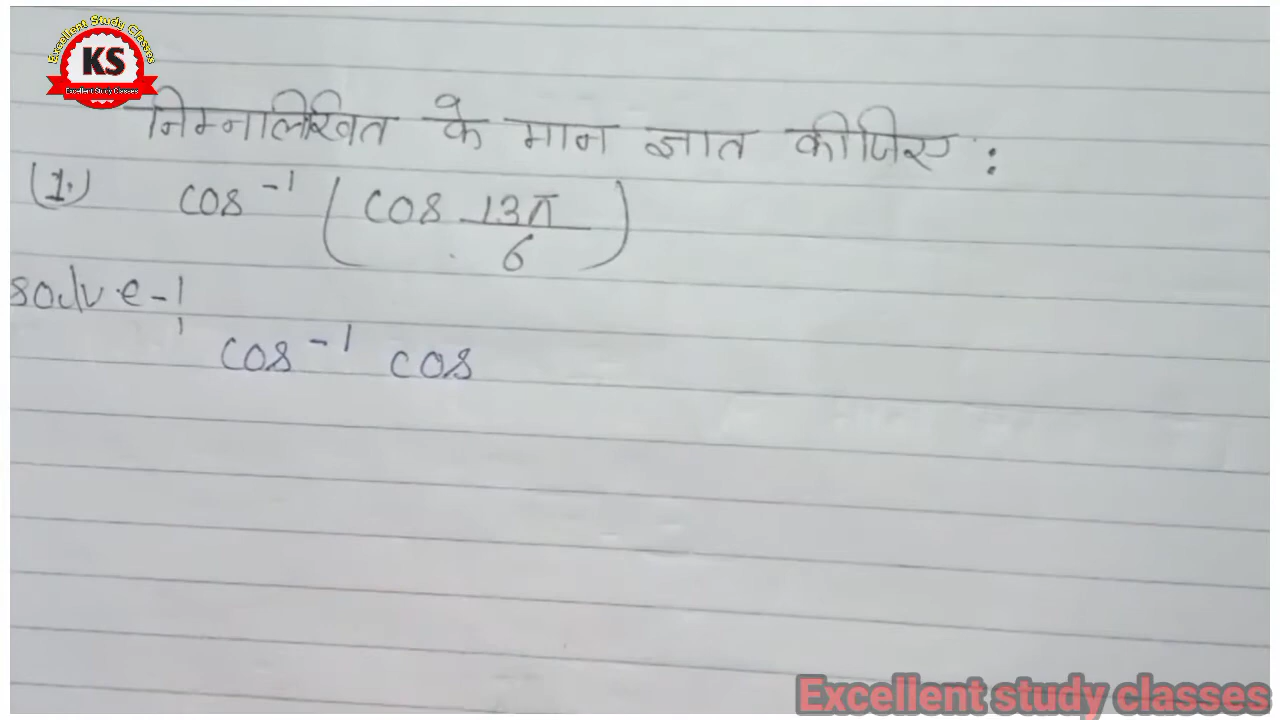 Excellent Study Classes
KS
Excellent Study Classes
निम्नलिखित के मान ज्ञात कीजिए :
(1.) cos⁻¹ (cos 13π/6)
solve-!
cos⁻¹ cos
Excellent study classes